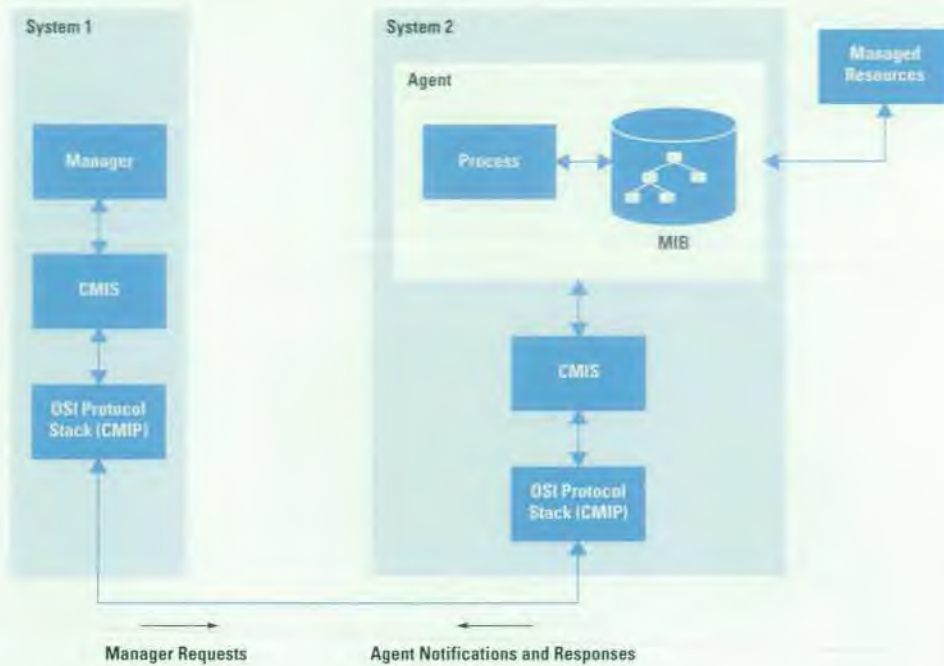 System 1
System 2
Managed
Resources
Agent
Manager
Process
MIB
CMIS
CMIS
OSI Protocol
Stack (CMIP)
OSI Protocol
Stack (CMIP)
Manager Requests
Agent Notifications and Responses